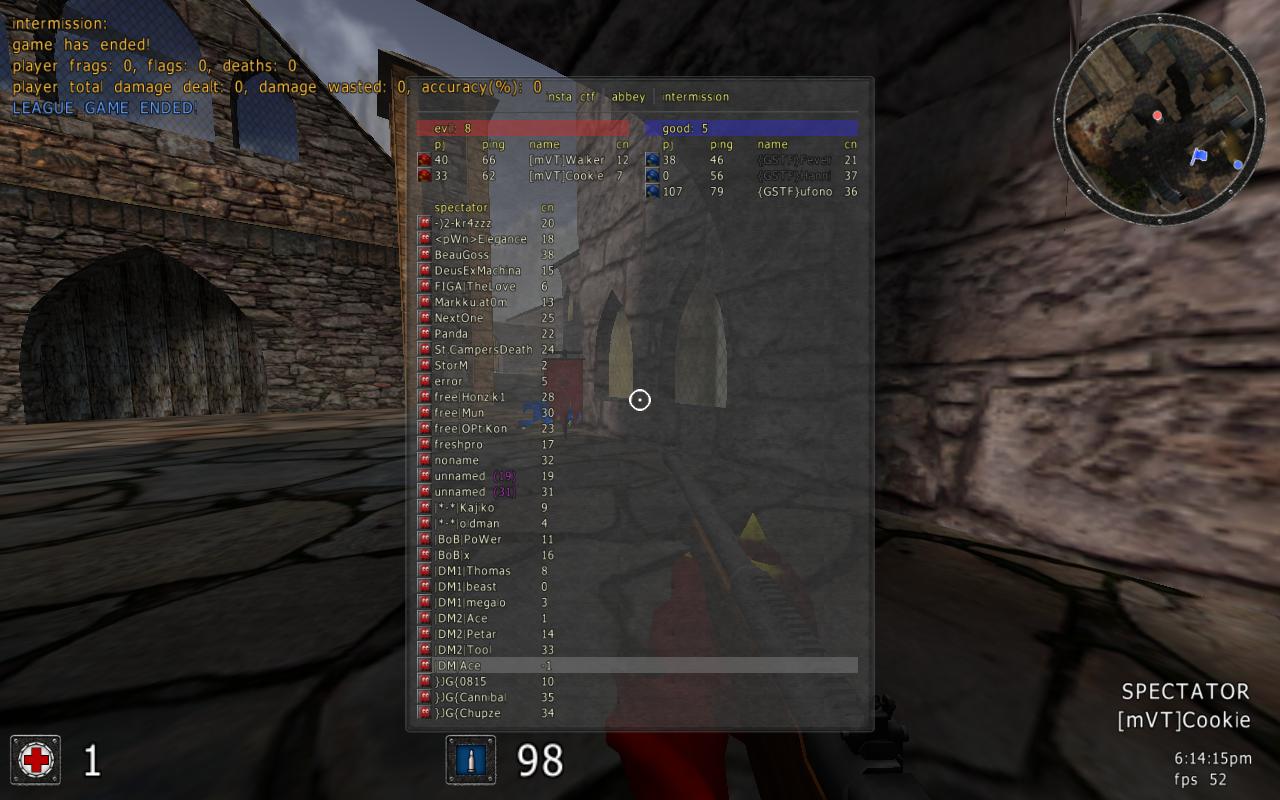 intermission:
game has ended!
player frags: 0, flags: 0, deaths: 0
player total damage dealt: 0, damage wasted: 0, accuracy(%): 0
LEAGUE GAME ENDED!
insta ctf abbey intermission
evil: 8 good: 5
pj ping name cn pj ping name cn
40 66 [mVT]Walker 12 38 46 {GSTF}Fever 21
33 62 [mVT]Cookie 7 0 56 {GSTF}Hanni 37
107 79 {GSTF}ufono 36
spectator cn
-)2-kr4zzz 20
<pWn>Elegance 18
BeauGoss 38
DeusExMachina 15
FIGA|TheLove 6
Markku.at0m 13
NextOne 25
Panda 22
St.CampersDeath 24
StorM 2
error 5
free|Honzik1 28
free|Mun 30
free|OPt!Kon 23
freshpro 17
noname 32
unnamed (19) 19
unnamed (31) 31
|*-*|Kajiko 9
|*-*|oldman 4
|BoB|PoWer 11
|BoB|x 16
|DM1|Thomas 8
|DM1|beast 0
|DM1|megaio 3
|DM2|Ace 1
|DM2|Petar 14
|DM2|Tool 33
|DM|Ace -1
}JG{0815 10
}JG{Cannibal 35
}JG{Chupze 34
SPECTATOR
[mVT]Cookie
6:14:15pm
fps 52
1
98